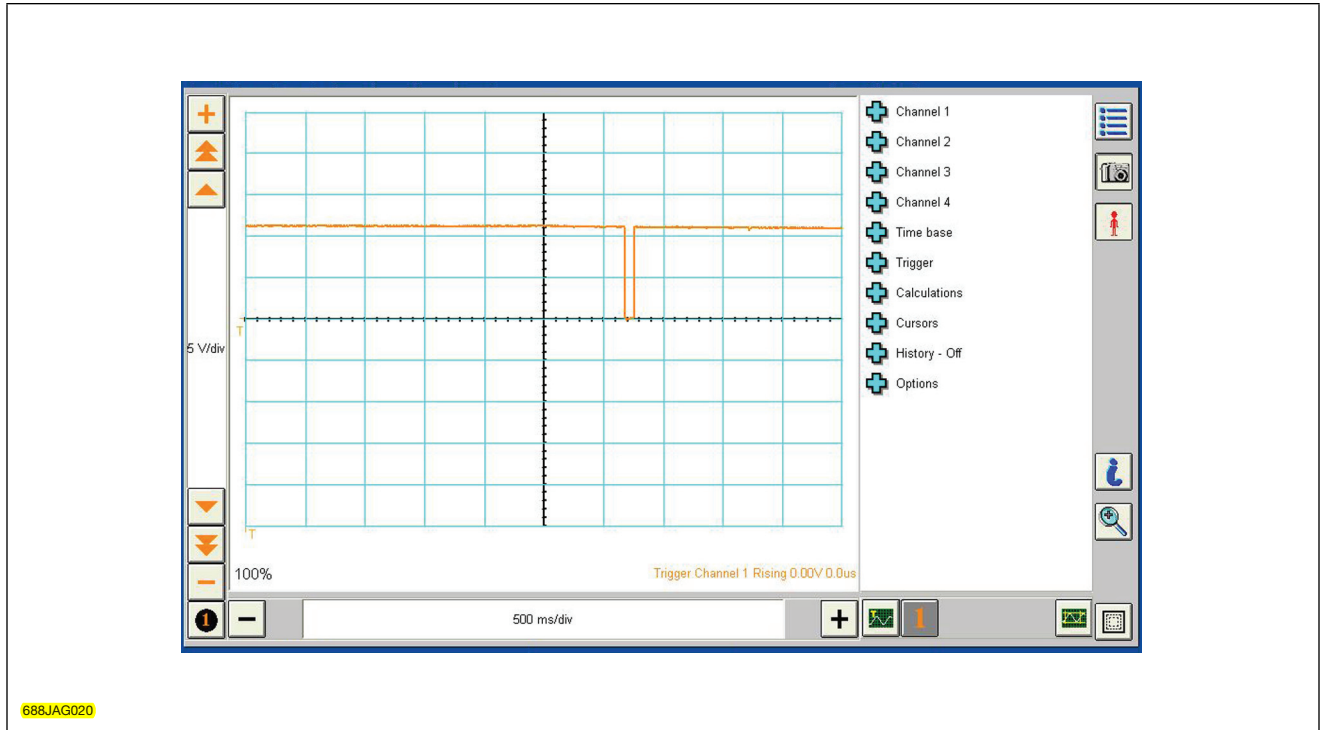 Channel 1
Channel 2
Channel 3
Channel 4
Time base
Trigger
Calculations
Cursors
History - Off
Options
T
5 V/div
T
100%
Trigger Channel 1 Rising 0.00V 0.0us
1
500 ms/div
1
688JAG020